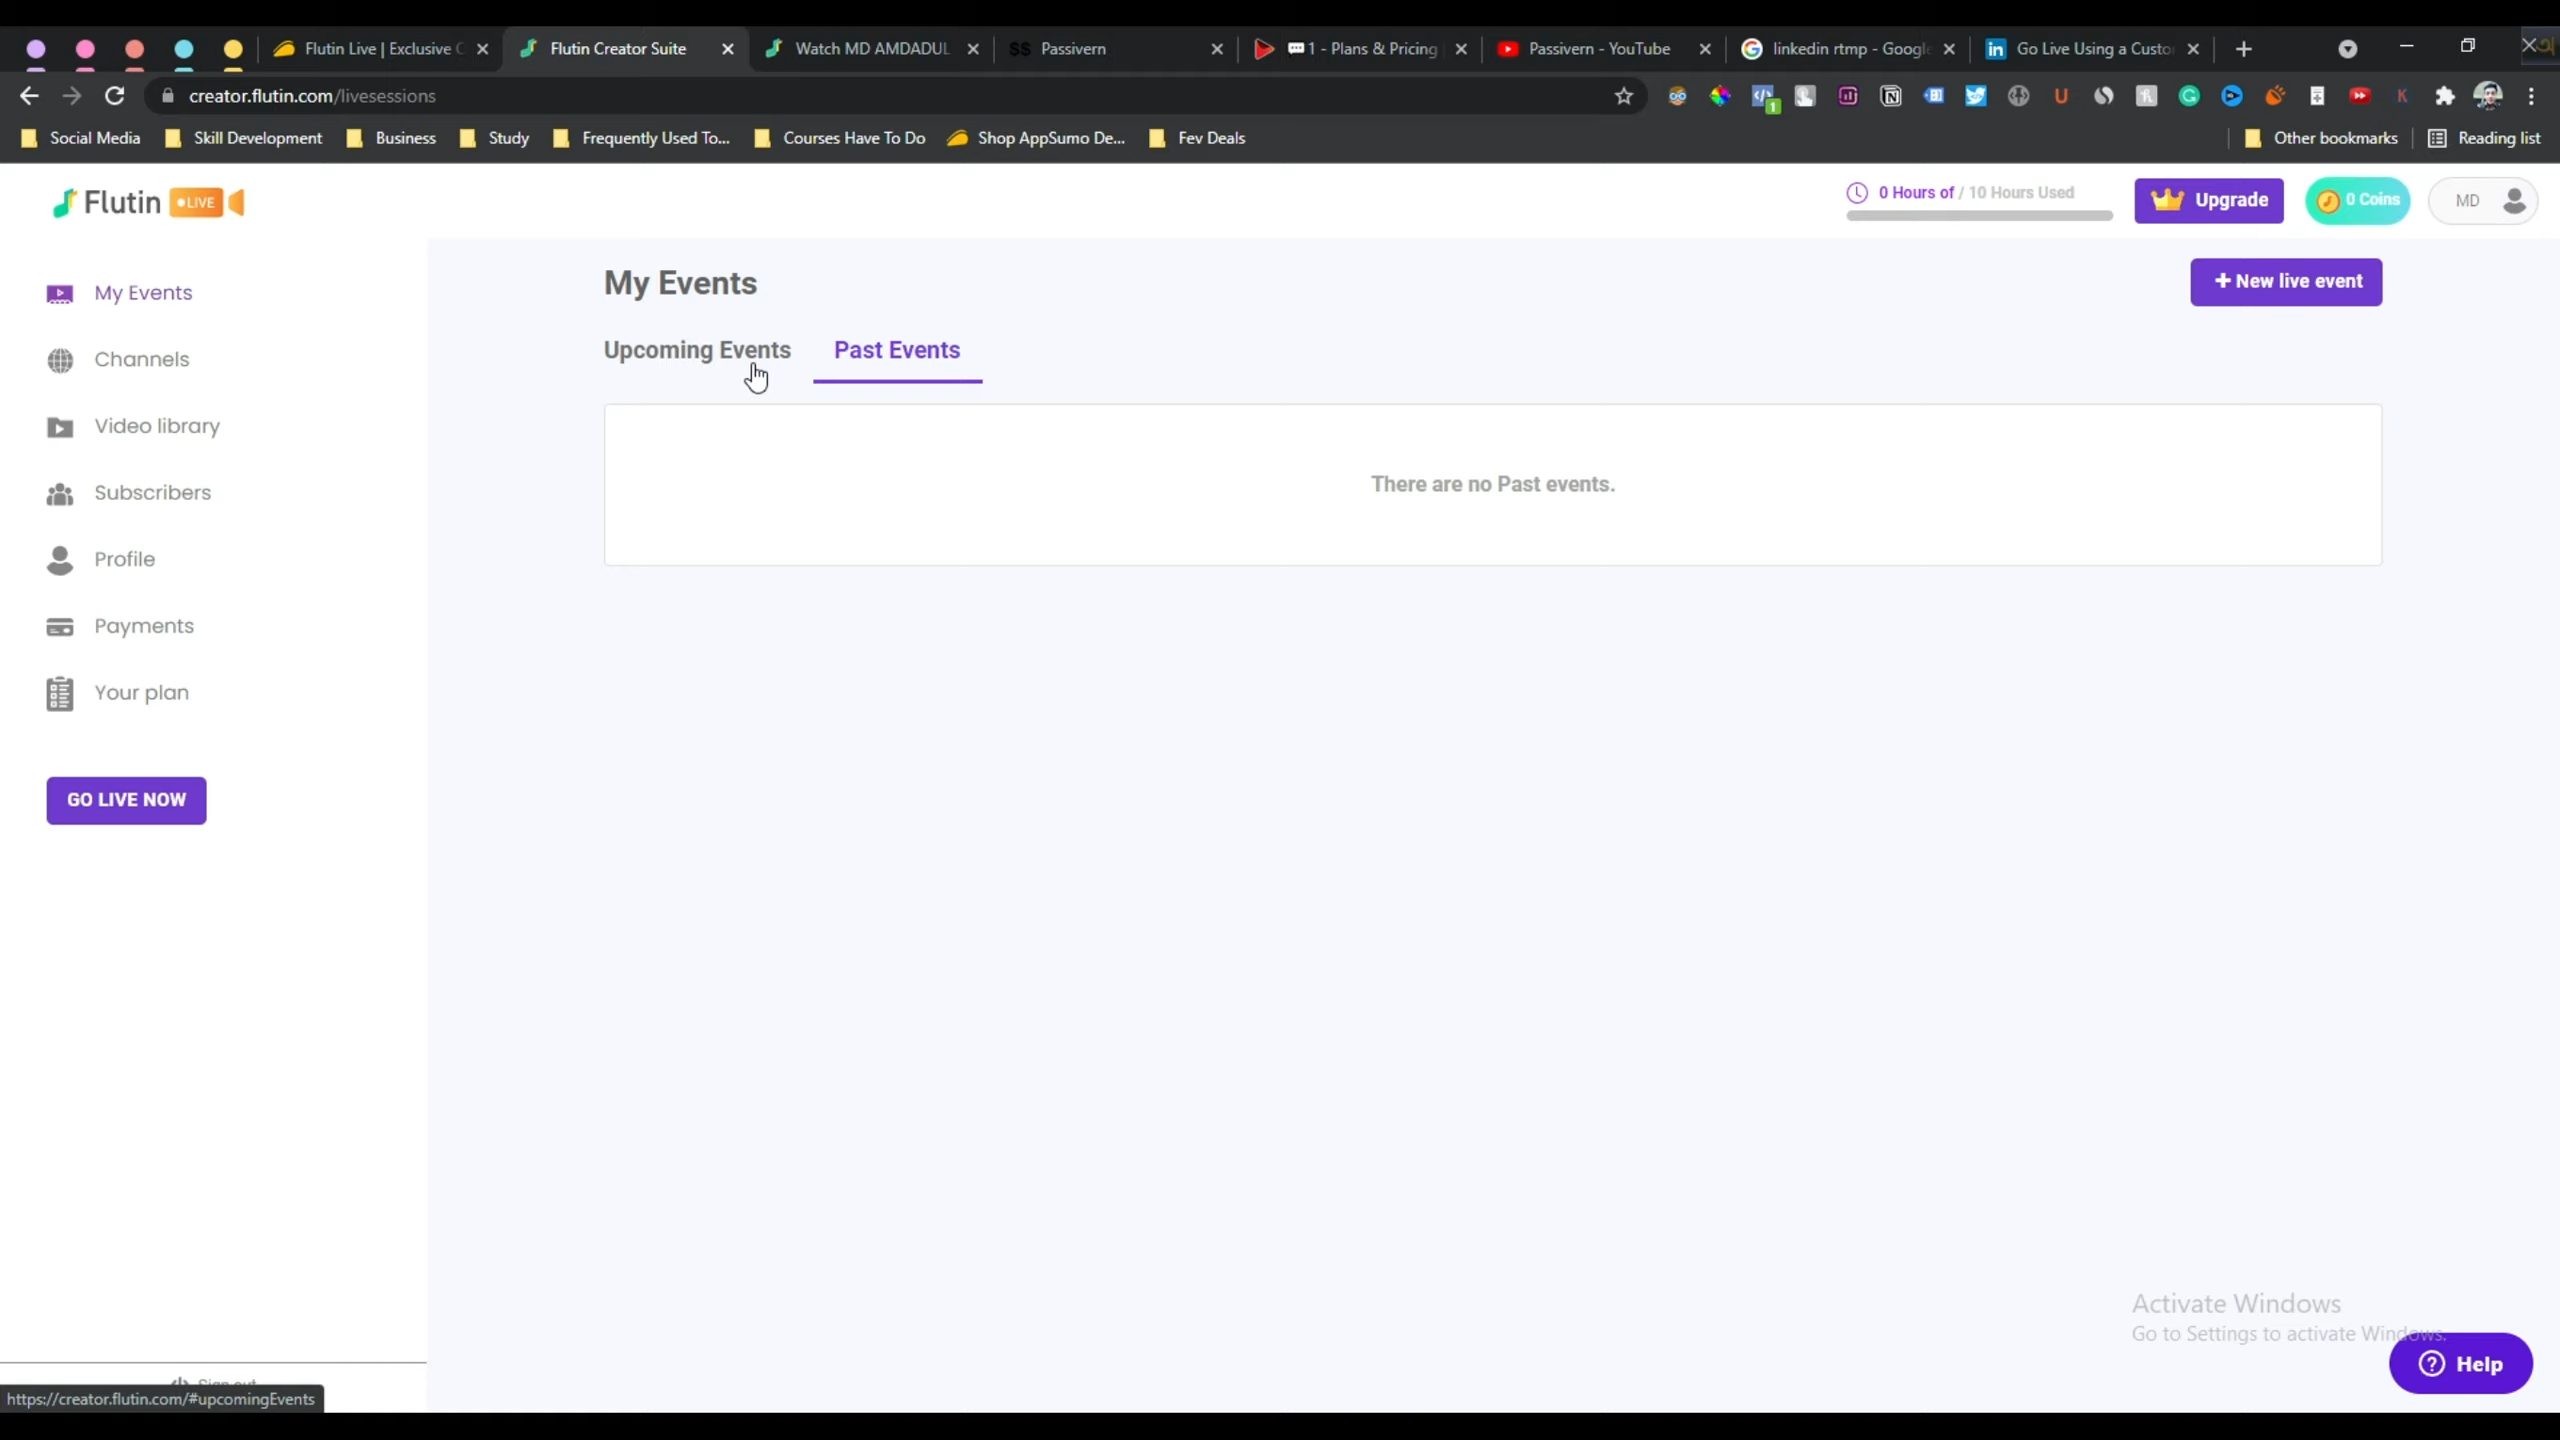 Flutin Live | Exclusive C
Flutin Creator Suite
Watch MD AMDADUL
Passivern
1 - Plans & Pricing
Passivern - YouTube
linkedin rtmp - Google
Go Live Using a Custo
creator.flutin.com/livesessions
Social Media
Skill Development
Business
Study
Frequently Used To...
Courses Have To Do
Shop AppSumo De...
Fev Deals
Other bookmarks
Reading list
Flutin LIVE
0 Hours of / 10 Hours Used
Upgrade
0 Coins
MD
My Events
Channels
Video library
Subscribers
Profile
Payments
Your plan
GO LIVE NOW
My Events
+ New live event
Upcoming Events
Past Events
There are no Past events.
Activate Windows
Go to Settings to activate Windows.
Help
Sign out
https://creator.flutin.com/#upcomingEvents